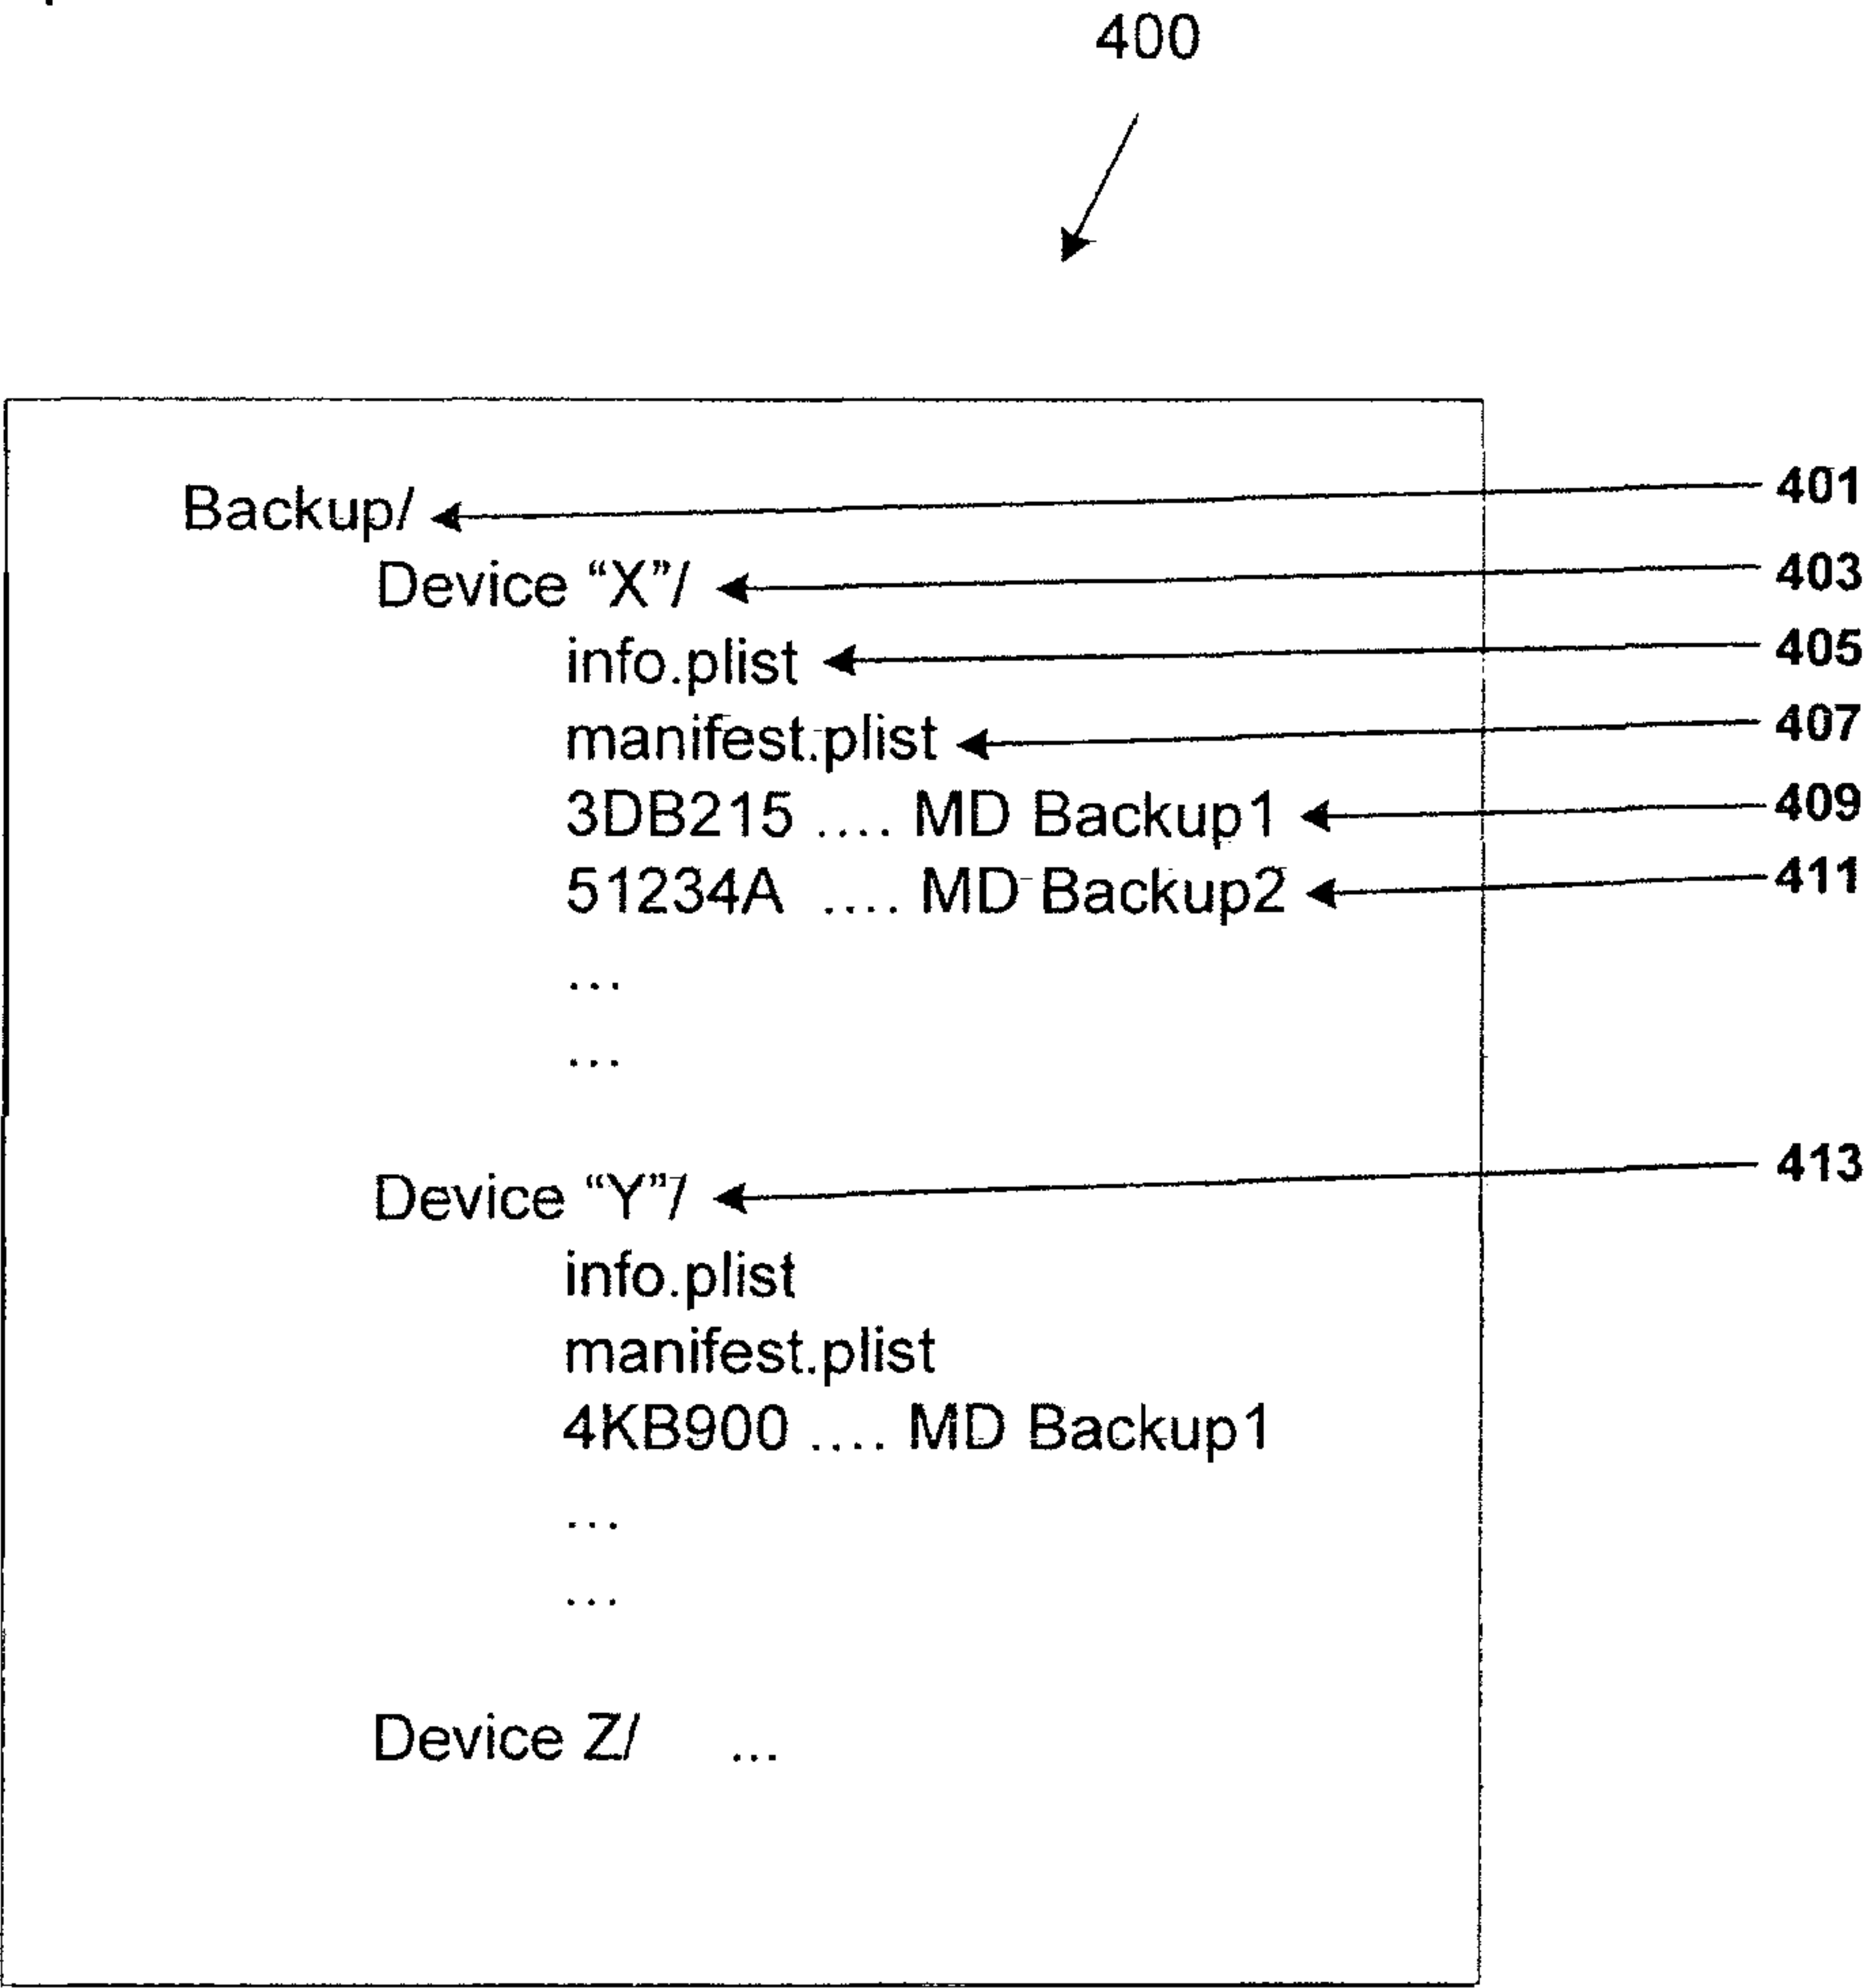 400
Backup/ 401
Device “X”/ 403
info.plist 405
manifest.plist 407
3DB215 .... MD Backup1 409
51234A .... MD Backup2 411
...
...
Device “Y”/ 413
info.plist
manifest.plist
4KB900 .... MD Backup1
...
...
Device Z/ ...